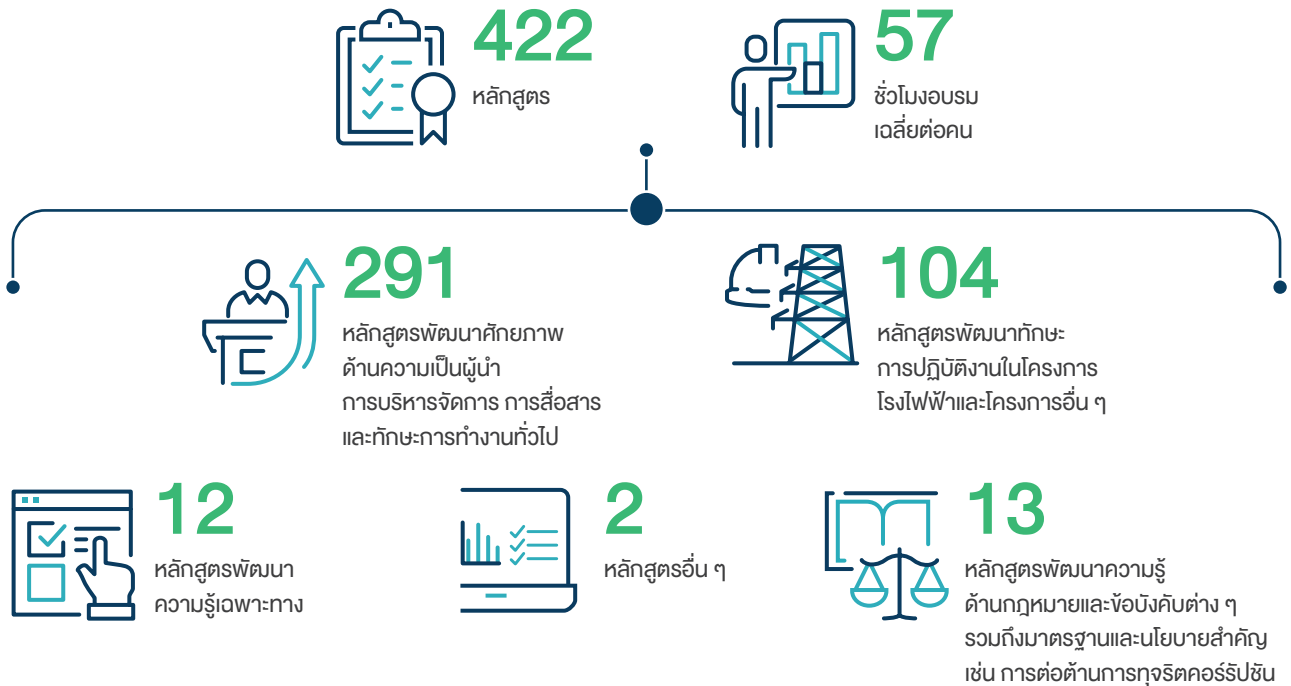 422
หลักสูตร
57
ชั่วโมงอบรม
เฉลี่ยต่อคน
291
หลักสูตรพัฒนาศักยภาพ
ด้านความเป็นผู้นำ
การบริหารจัดการ การสื่อสาร
และทักษะการทำงานทั่วไป
104
หลักสูตรพัฒนาทักษะ
การปฏิบัติงานในโครงการ
โรงไฟฟ้าและโครงการอื่น ๆ
12
หลักสูตรพัฒนา
ความรู้เฉพาะทาง
2
หลักสูตรอื่น ๆ
13
หลักสูตรพัฒนาความรู้
ด้านกฎหมายและข้อบังคับต่าง ๆ
รวมถึงมาตรฐานและนโยบายสำคัญ
เช่น การต่อต้านการทุจริตคอร์รัปชัน